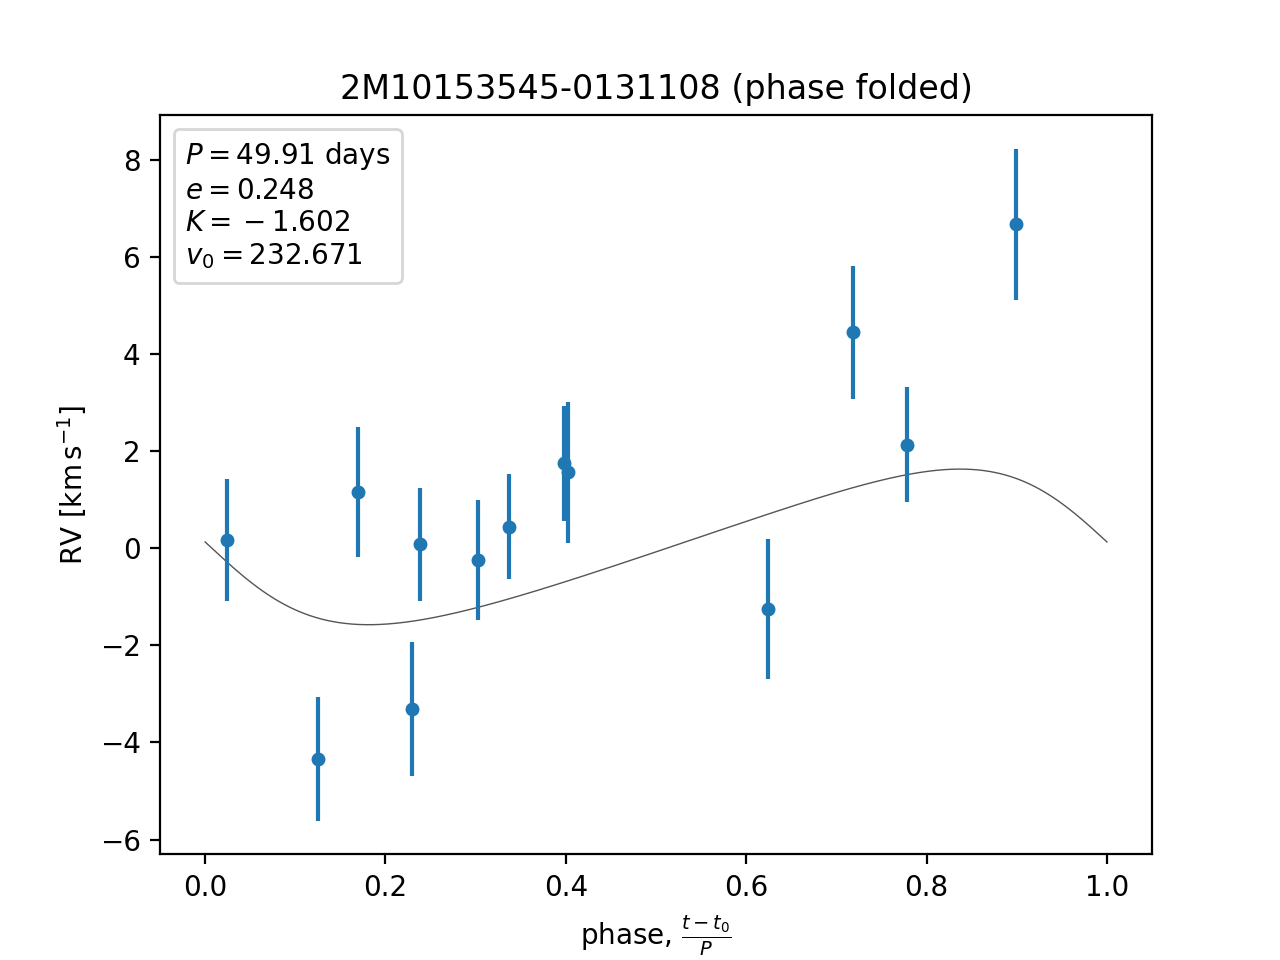 2M10153545-0131108 (phase folded)
P = 49.91 days
e = 0.248
K = −1.602
v₀ = 232.671
8
6
4
2
0
−2
−4
−6
RV [km s⁻¹]
0.0 0.2 0.4 0.6 0.8 1.0
phase, (t − t₀)/P